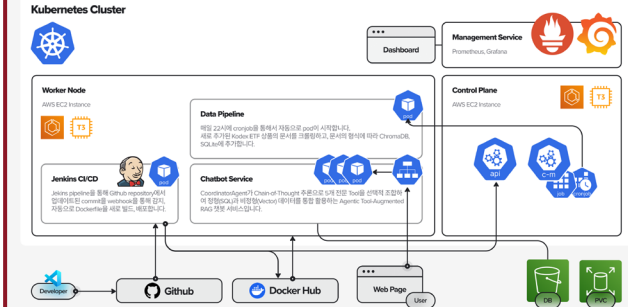 Kubernetes Cluster
Dashboard
Management Service
Prometheus, Grafana
Worker Node
AWS EC2 Instance
T3
Control Plane
AWS EC2 Instance
T3
Data Pipeline
매일 22시에 cronjob을 통해서 자동으로 pod이 시작합니다.
새로 추가된 Kodex ETF 상품의 문서를 크롤링하고, 문서의 형식에 따라 ChromaDB,
SQLite에 추가합니다.
pod
Jenkins CI/CD
Jekins pipeline을 통해 Github repository에서
업데이트된 commit을 webhook을 통해 감지,
자동으로 Dockerfile을 새로 빌드, 배포합니다.
pod
Chatbot Service
CoordinatorAgent가 Chain-of-Thought 추론으로 5개 전문 Tool을 선택적 조합하
여 정형(SQL)과 비정형(Vector) 데이터를 통합 활용하는 Agentic Tool-Augmented
RAG 챗봇 서비스입니다.
pod
api
c-m
job
cronjob
Developer
Github
Docker Hub
Web Page
User
DB
PVC